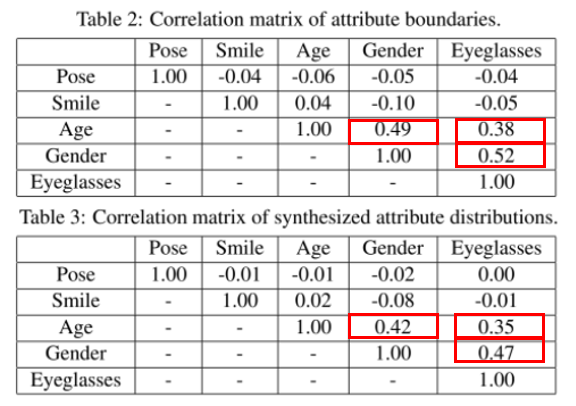 Table 2: Correlation matrix of attribute boundaries.
Pose Smile Age Gender Eyeglasses
Pose 1.00 -0.04 -0.06 -0.05 -0.04
Smile - 1.00 0.04 -0.10 -0.05
Age - - 1.00 0.49 0.38
Gender - - - 1.00 0.52
Eyeglasses - - - - 1.00
Table 3: Correlation matrix of synthesized attribute distributions.
Pose Smile Age Gender Eyeglasses
Pose 1.00 -0.01 -0.01 -0.02 0.00
Smile - 1.00 0.02 -0.08 -0.01
Age - - 1.00 0.42 0.35
Gender - - - 1.00 0.47
Eyeglasses - - - - 1.00